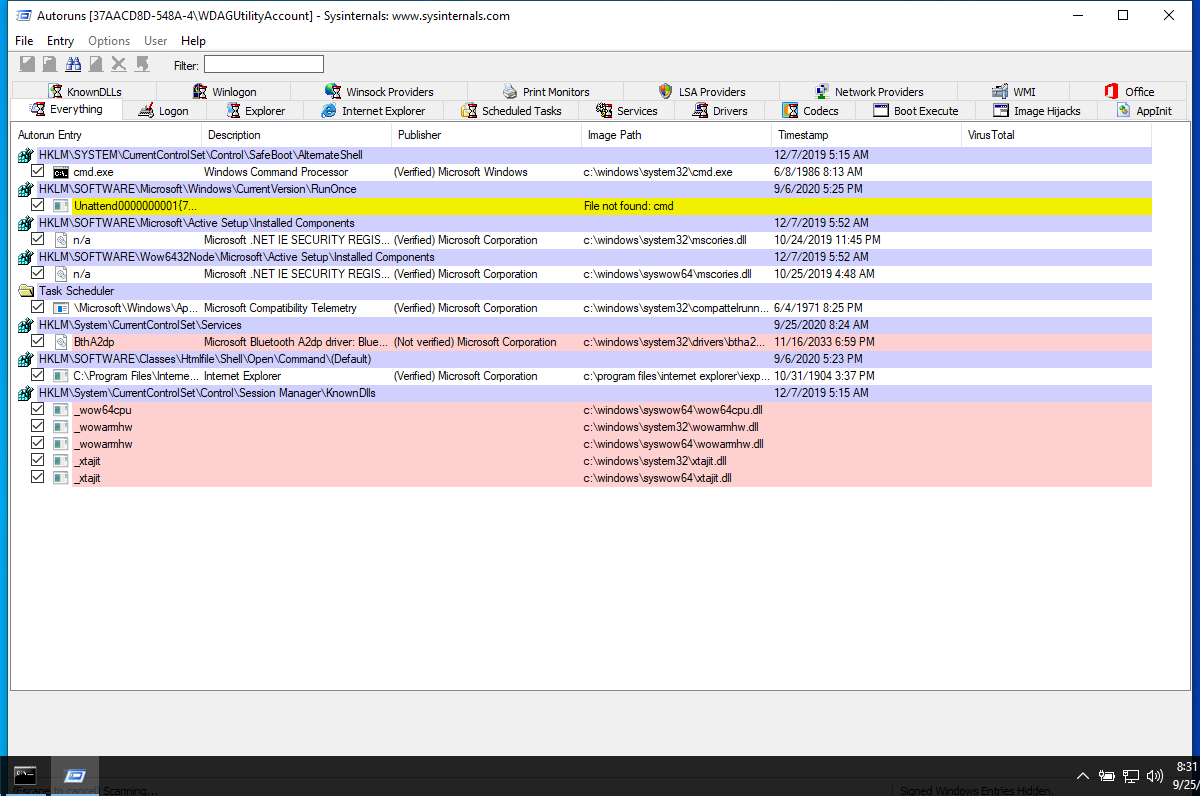 Autoruns [37AACD8D-548A-4\WDAGUtilityAccount] - Sysinternals: www.sysinternals.com
File Entry Options User Help
Filter:
KnownDLLs Winlogon Winsock Providers Print Monitors LSA Providers Network Providers WMI Office
Everything Logon Explorer Internet Explorer Scheduled Tasks Services Drivers Codecs Boot Execute Image Hijacks AppInit
Autorun Entry Description Publisher Image Path Timestamp VirusTotal
HKLM\SYSTEM\CurrentControlSet\Control\SafeBoot\AlternateShell 12/7/2019 5:15 AM
cmd.exe Windows Command Processor (Verified) Microsoft Windows c:\windows\system32\cmd.exe 6/8/1986 8:13 AM
HKLM\SOFTWARE\Microsoft\Windows\CurrentVersion\RunOnce 9/6/2020 5:25 PM
Unattend0000000001{7... File not found: cmd
HKLM\SOFTWARE\Microsoft\Active Setup\Installed Components 12/7/2019 5:52 AM
n/a Microsoft .NET IE SECURITY REGIS... (Verified) Microsoft Corporation c:\windows\system32\mscories.dll 10/24/2019 11:45 PM
HKLM\SOFTWARE\Wow6432Node\Microsoft\Active Setup\Installed Components 12/7/2019 5:52 AM
n/a Microsoft .NET IE SECURITY REGIS... (Verified) Microsoft Corporation c:\windows\syswow64\mscories.dll 10/25/2019 4:48 AM
Task Scheduler
\Microsoft\Windows\Ap... Microsoft Compatibility Telemetry (Verified) Microsoft Corporation c:\windows\system32\compattelrunn... 6/4/1971 8:25 PM
HKLM\System\CurrentControlSet\Services 9/25/2020 8:24 AM
BthA2dp Microsoft Bluetooth A2dp driver: Blue... (Not verified) Microsoft Corporation c:\windows\system32\drivers\btha2... 11/16/2033 6:59 PM
HKLM\SOFTWARE\Classes\Htmlfile\Shell\Open\Command\(Default) 9/6/2020 5:23 PM
C:\Program Files\Interne... Internet Explorer (Verified) Microsoft Corporation c:\program files\internet explorer\iexp... 10/31/1904 3:37 PM
HKLM\System\CurrentControlSet\Control\Session Manager\KnownDlls 12/7/2019 5:15 AM
_wow64cpu c:\windows\syswow64\wow64cpu.dll
_wowarmhw c:\windows\system32\wowarmhw.dll
_wowarmhw c:\windows\syswow64\wowarmhw.dll
_xtajit c:\windows\system32\xtajit.dll
_xtajit c:\windows\syswow64\xtajit.dll
8:31
9/25/
(Escape to cancel) Scanning... Signed Windows Entries Hidden.